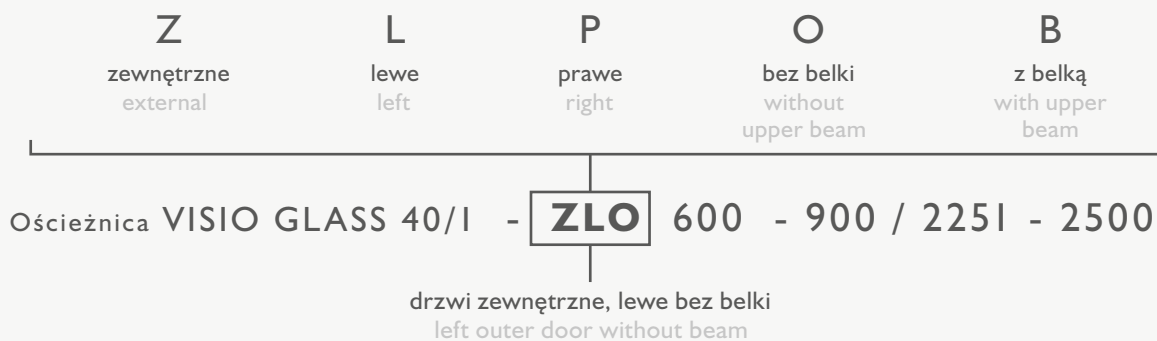 Z L P O B
zewnętrzne lewe prawe bez belki z belką
external left right without with upper
upper beam beam
Ościeżnica VISIO GLASS 40/1 - ZLO 600 - 900 / 2251 - 2500
drzwi zewnętrzne, lewe bez belki
left outer door without beam